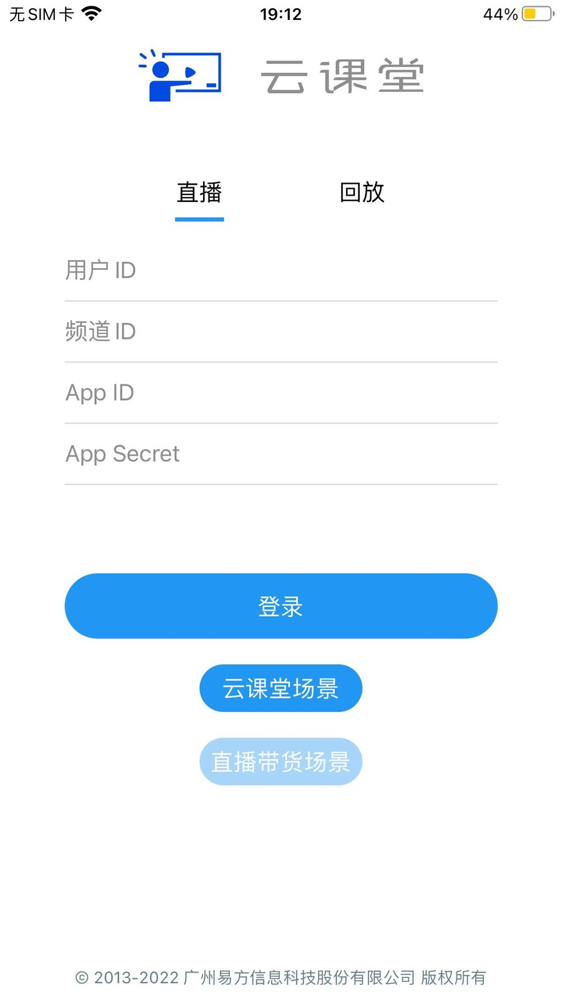 无SIM卡 19:12 44%
云课堂
直播 回放
用户 ID
频道 ID
App ID
App Secret
登录
云课堂场景
直播带货场景
© 2013-2022 广州易方信息科技股份有限公司 版权所有